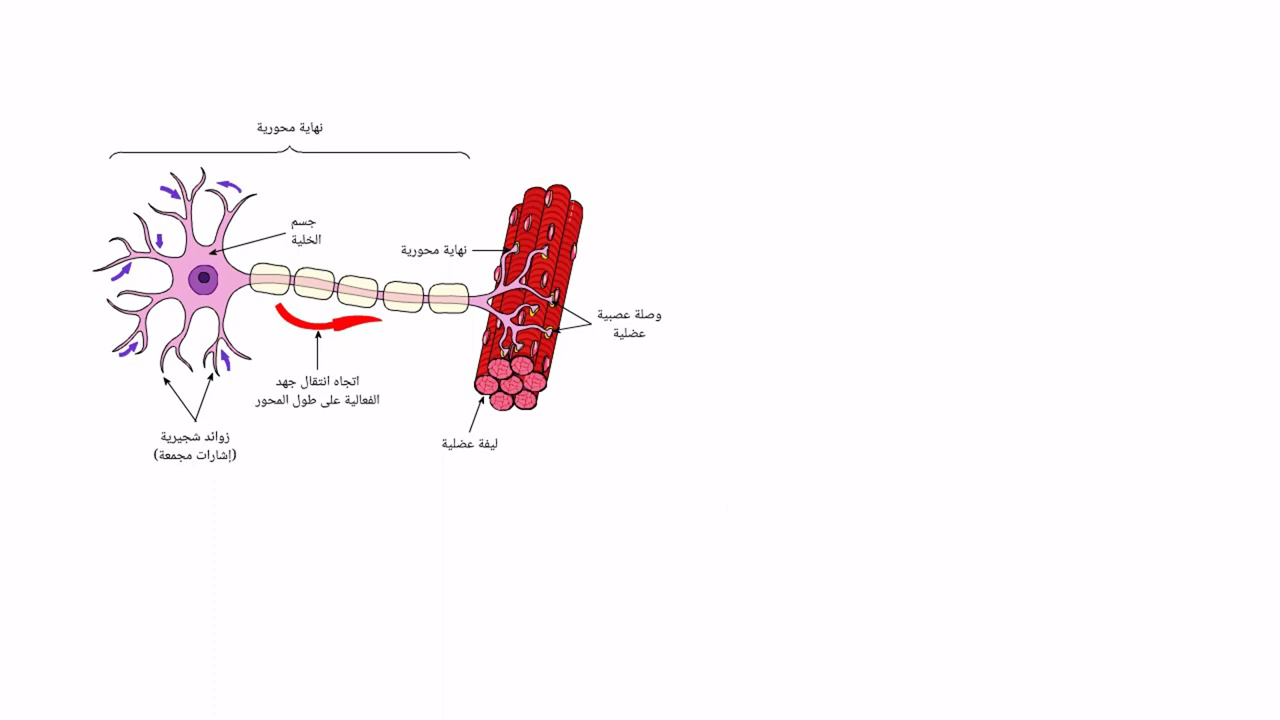 نهاية محورية
جسم
الخلية
نهاية محورية
وصلة عصبية
عضلية
اتجاه انتقال جهد
الفعالية على طول المحور
زوائد شجيرية
(إشارات مجمعة)
ليفة عضلية